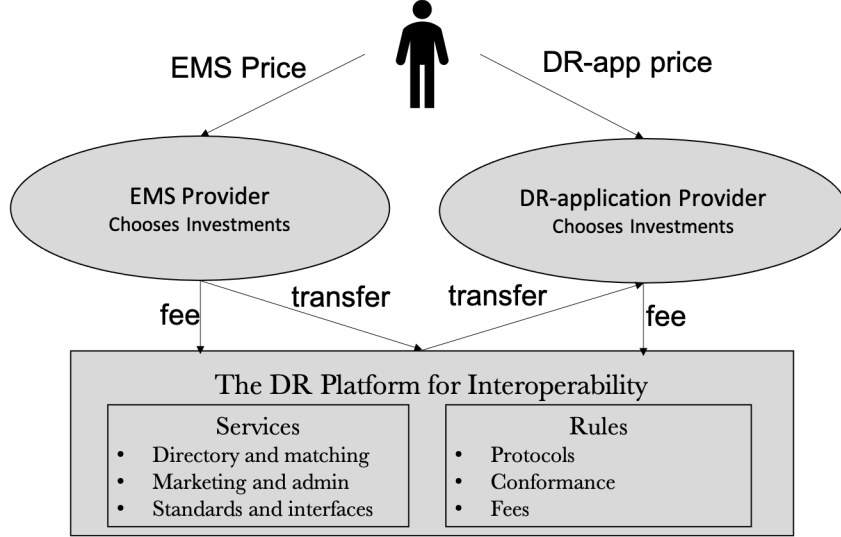 EMS Price
DR-app price
EMS Provider
Chooses Investments
DR-application Provider
Chooses Investments
fee
transfer
transfer
fee
The DR Platform for Interoperability
Services
• Directory and matching
• Marketing and admin
• Standards and interfaces
Rules
• Protocols
• Conformance
• Fees